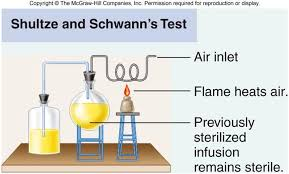 Copyright © The McGraw-Hill Companies, Inc. Permission required for reproduction or display.
Shultze and Schwann's Test
Air inlet
Flame heats air.
Previously
sterilized
infusion
remains sterile.